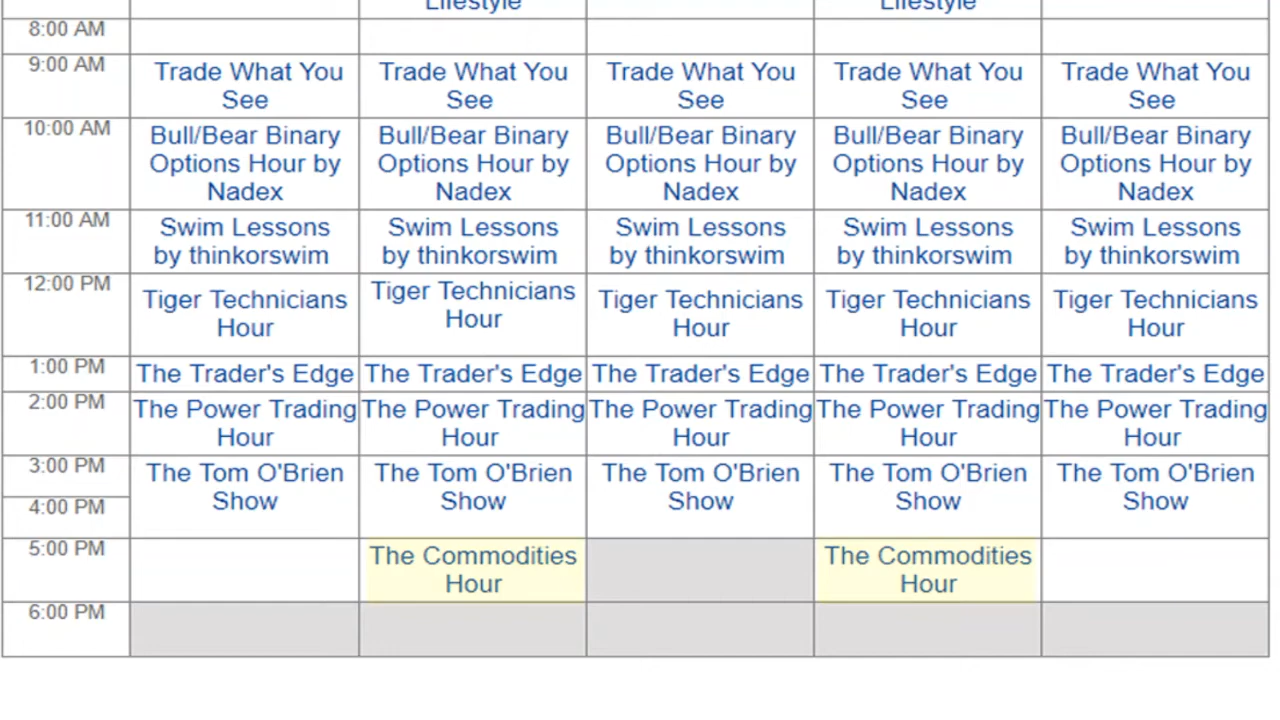 Lifestyle Lifestyle
8:00 AM
9:00 AM Trade What You Trade What You Trade What You Trade What You Trade What You
See See See See See
10:00 AM Bull/Bear Binary Bull/Bear Binary Bull/Bear Binary Bull/Bear Binary Bull/Bear Binary
Options Hour by Options Hour by Options Hour by Options Hour by Options Hour by
Nadex Nadex Nadex Nadex Nadex
11:00 AM Swim Lessons Swim Lessons Swim Lessons Swim Lessons Swim Lessons
by thinkorswim by thinkorswim by thinkorswim by thinkorswim by thinkorswim
12:00 PM Tiger Technicians Tiger Technicians Tiger Technicians Tiger Technicians Tiger Technicians
Hour Hour Hour Hour Hour
1:00 PM The Trader's Edge The Trader's Edge The Trader's Edge The Trader's Edge The Trader's Edge
2:00 PM The Power Trading The Power Trading The Power Trading The Power Trading The Power Trading
Hour Hour Hour Hour Hour
3:00 PM The Tom O'Brien The Tom O'Brien The Tom O'Brien The Tom O'Brien The Tom O'Brien
4:00 PM Show Show Show Show Show
5:00 PM The Commodities The Commodities
Hour Hour
6:00 PM